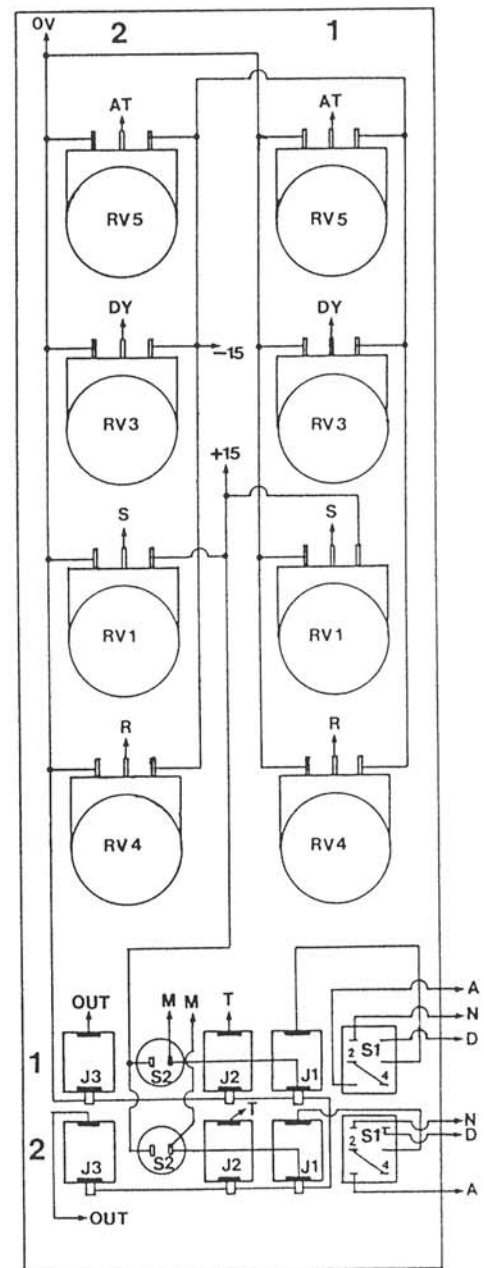 0V
2 1
AT AT
RV5 RV5
DY DY
-15
RV3 RV3
+15
S S
RV1 RV1
R R
RV4 RV4
A
OUT M M T N
1 2 S1 D
J3 S2 J2 J1 4
2 T N
2 S1 D
J3 S2 J2 J1 4
A
OUT